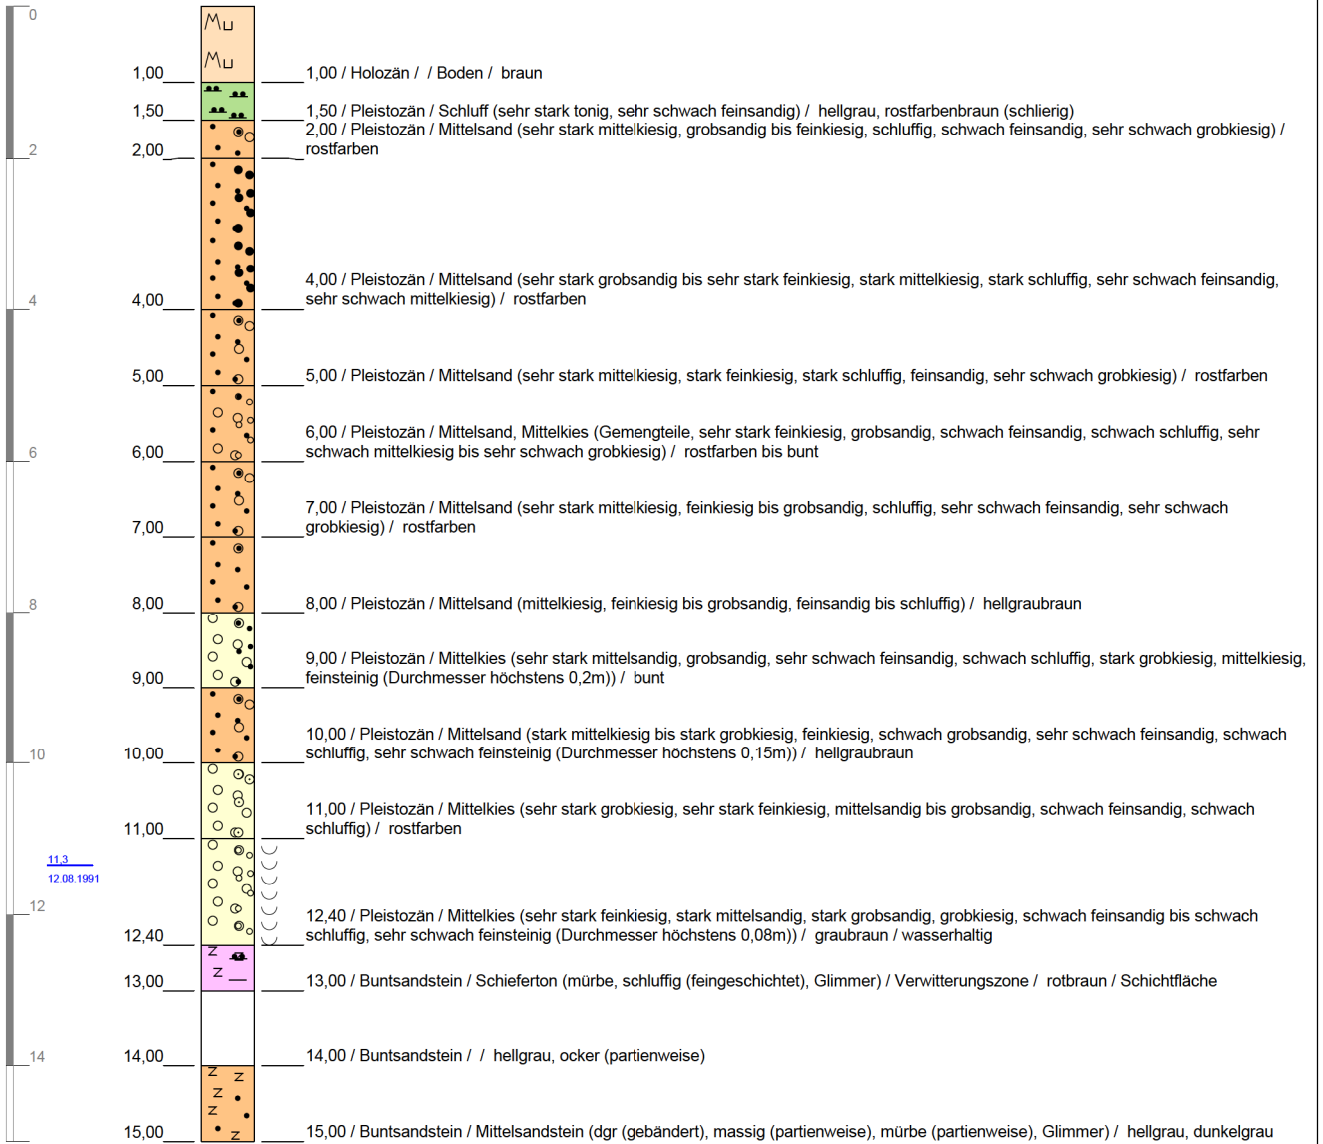 0
Mu
Mu
1,00
1,00 / Holozän / / Boden / braun
1,50
1,50 / Pleistozän / Schluff (sehr stark tonig, sehr schwach feinsandig) / hellgrau, rostfarbenbraun (schlierig)
2,00 / Pleistozän / Mittelsand (sehr stark mittelkiesig, grobsandig bis feinkiesig, schluffig, schwach feinsandig, sehr schwach grobkiesig) /
rostfarben
2
2,00
4,00 / Pleistozän / Mittelsand (sehr stark grobsandig bis sehr stark feinkiesig, stark mittelkiesig, stark schluffig, sehr schwach feinsandig,
sehr schwach mittelkiesig) / rostfarben
4
4,00
5,00
5,00 / Pleistozän / Mittelsand (sehr stark mittelkiesig, stark feinkiesig, stark schluffig, feinsandig, sehr schwach grobkiesig) / rostfarben
6,00 / Pleistozän / Mittelsand, Mittelkies (Gemengteile, sehr stark feinkiesig, grobsandig, schwach feinsandig, schwach schluffig, sehr
schwach mittelkiesig bis sehr schwach grobkiesig) / rostfarben bis bunt
6
6,00
7,00 / Pleistozän / Mittelsand (sehr stark mittelkiesig, feinkiesig bis grobsandig, schluffig, sehr schwach feinsandig, sehr schwach
grobkiesig) / rostfarben
7,00
8
8,00
8,00 / Pleistozän / Mittelsand (mittelkiesig, feinkiesig bis grobsandig, feinsandig bis schluffig) / hellgraubraun
9,00 / Pleistozän / Mittelkies (sehr stark mittelsandig, grobsandig, sehr schwach feinsandig, schwach schluffig, stark grobkiesig, mittelkiesig,
feinsteinig (Durchmesser höchstens 0,2m)) / bunt
9,00
10,00 / Pleistozän / Mittelsand (stark mittelkiesig bis stark grobkiesig, feinkiesig, schwach grobsandig, sehr schwach feinsandig, schwach
schluffig, sehr schwach feinsteinig (Durchmesser höchstens 0,15m)) / hellgraubraun
10
10,00
11,00 / Pleistozän / Mittelkies (sehr stark grobkiesig, sehr stark feinkiesig, mittelsandig bis grobsandig, schwach feinsandig, schwach
schluffig) / rostfarben
11,00
11,3
12.08.1991
12
12,40 / Pleistozän / Mittelkies (sehr stark feinkiesig, stark mittelsandig, stark grobsandig, grobkiesig, schwach feinsandig bis schwach
schluffig, sehr schwach feinsteinig (Durchmesser höchstens 0,08m)) / graubraun / wasserhaltig
12,40
Z
Z
13,00
13,00 / Buntsandstein / Schieferton (mürbe, schluffig (feingeschichtet), Glimmer) / Verwitterungszone / rotbraun / Schichtfläche
14
14,00
14,00 / Buntsandstein / / hellgrau, ocker (partienweise)
Z Z
Z
Z
Z
15,00
15,00 / Buntsandstein / Mittelsandstein (dgr (gebändert), massig (partienweise), mürbe (partienweise), Glimmer) / hellgrau, dunkelgrau